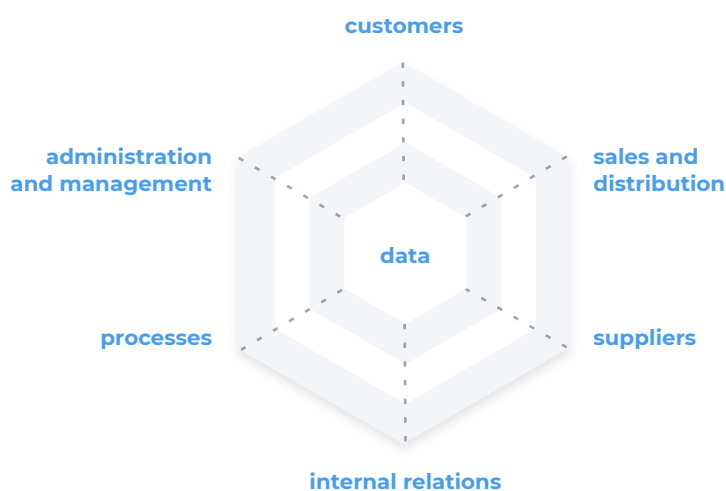 customers
administration
and management
sales and
distribution
data
processes
suppliers
internal relations